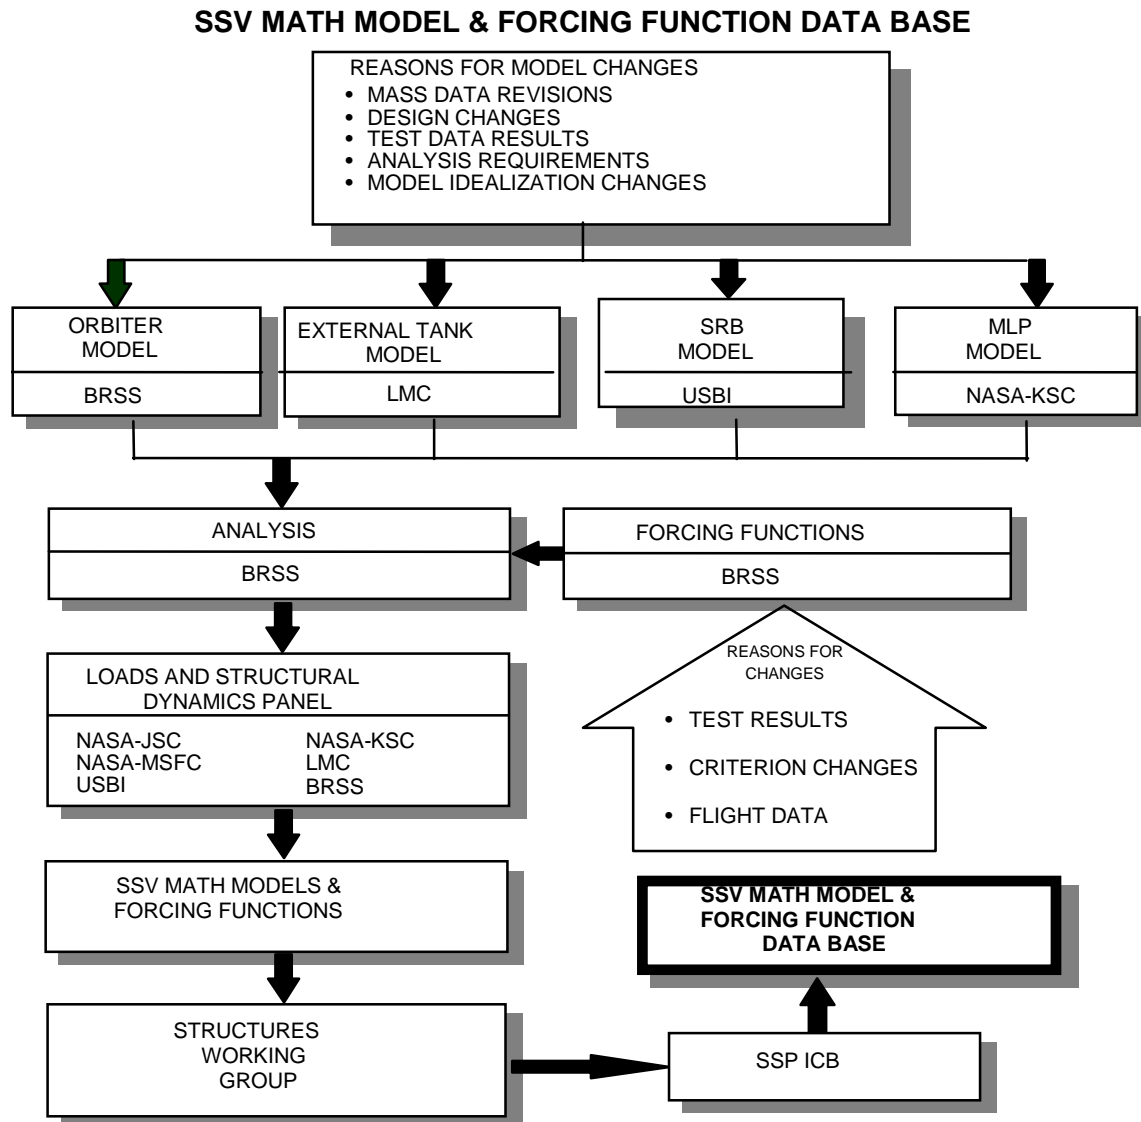 SSV MATH MODEL & FORCING FUNCTION DATA BASE
REASONS FOR MODEL CHANGES
• MASS DATA REVISIONS
• DESIGN CHANGES
• TEST DATA RESULTS
• ANALYSIS REQUIREMENTS
• MODEL IDEALIZATION CHANGES
ORBITER
MODEL
BRSS
EXTERNAL TANK
MODEL
LMC
SRB
MODEL
USBI
MLP
MODEL
NASA-KSC
ANALYSIS
BRSS
FORCING FUNCTIONS
BRSS
REASONS FOR
CHANGES
• TEST RESULTS
• CRITERION CHANGES
• FLIGHT DATA
LOADS AND STRUCTURAL
DYNAMICS PANEL
NASA-JSC NASA-KSC
NASA-MSFC LMC
USBI BRSS
SSV MATH MODELS &
FORCING FUNCTIONS
STRUCTURES
WORKING
GROUP
SSP ICB
SSV MATH MODEL &
FORCING FUNCTION
DATA BASE